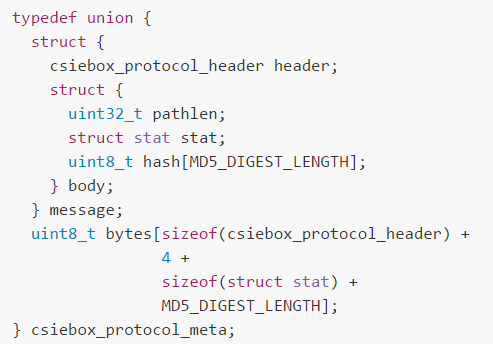 typedef union {
  struct {
    csiebox_protocol_header header;
    struct {
      uint32_t pathlen;
      struct stat stat;
      uint8_t hash[MD5_DIGEST_LENGTH];
    } body;
  } message;
  uint8_t bytes[sizeof(csiebox_protocol_header) +
                4 +
                sizeof(struct stat) +
                MD5_DIGEST_LENGTH];
} csiebox_protocol_meta;